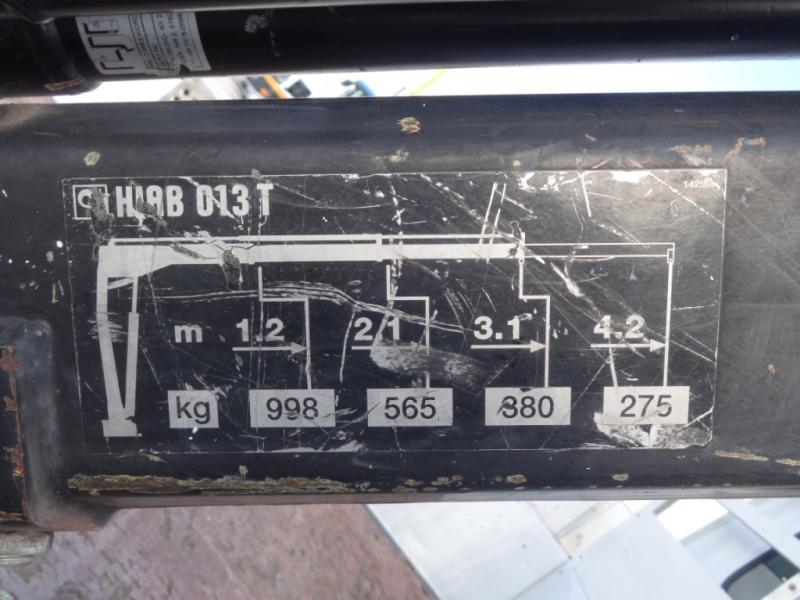 HIAB 013 T
m 1.2 2.1 3.1 4.2
kg 998 565 380 275